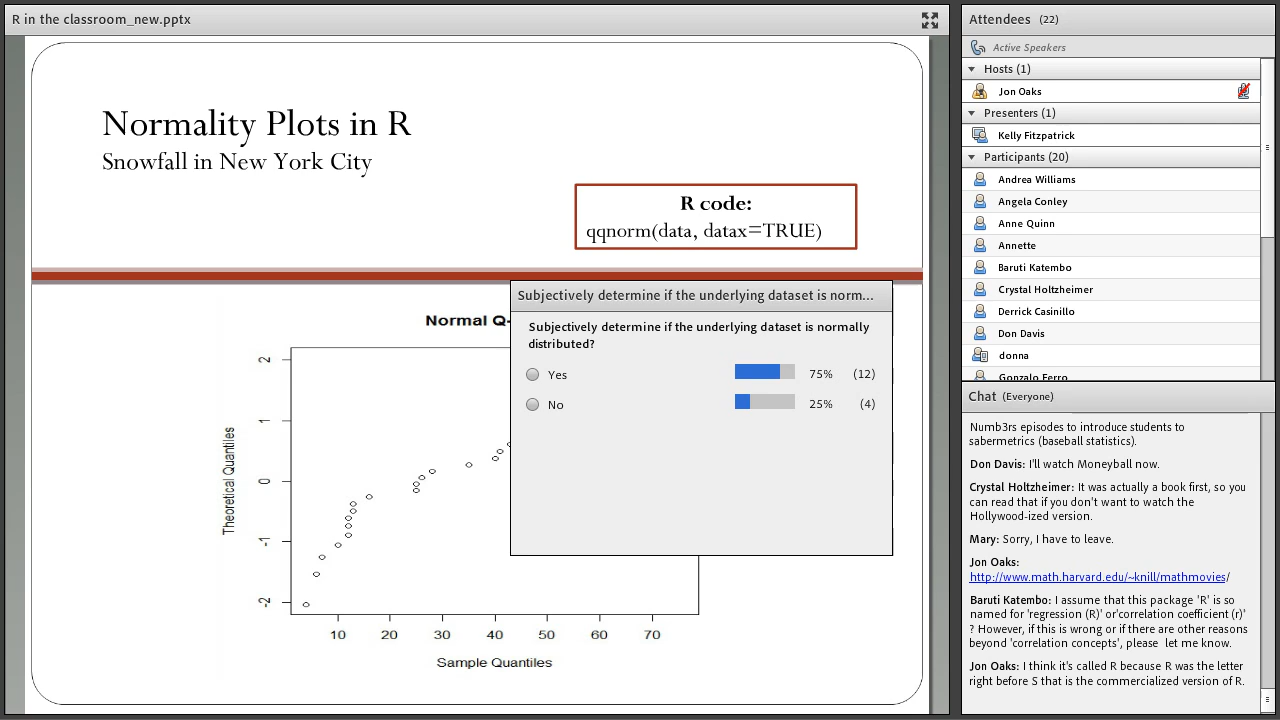 R in the classroom_new.pptx
Normality Plots in R
Snowfall in New York City
R code:
qqnorm(data, datax=TRUE)
Normal Q-
Theoretical Quantiles
2
1
0
-1
-2
10 20 30 40 50 60 70
Sample Quantiles
Subjectively determine if the underlying dataset is norm...
Subjectively determine if the underlying dataset is normally
distributed?
Yes 75% (12)
No 25% (4)
Attendees (22)
Active Speakers
Hosts (1)
Jon Oaks
Presenters (1)
Kelly Fitzpatrick
Participants (20)
Andrea Williams
Angela Conley
Anne Quinn
Annette
Baruti Katembo
Crystal Holtzheimer
Derrick Casinillo
Don Davis
donna
Gonzalo Ferro
Chat (Everyone)
Numb3rs episodes to introduce students to
sabermetrics (baseball statistics).
Don Davis: I'll watch Moneyball now.
Crystal Holtzheimer: It was actually a book first, so you
can read that if you don't want to watch the
Hollywood-ized version.
Mary: Sorry, I have to leave.
Jon Oaks:
http://www.math.harvard.edu/~knill/mathmovies/
Baruti Katembo: I assume that this package 'R' is so
named for 'regression (R)' or'correlation coefficient (r)'
? However, if this is wrong or if there are other reasons
beyond 'correlation concepts', please let me know.
Jon Oaks: I think it's called R because R was the letter
right before S that is the commercialized version of R.